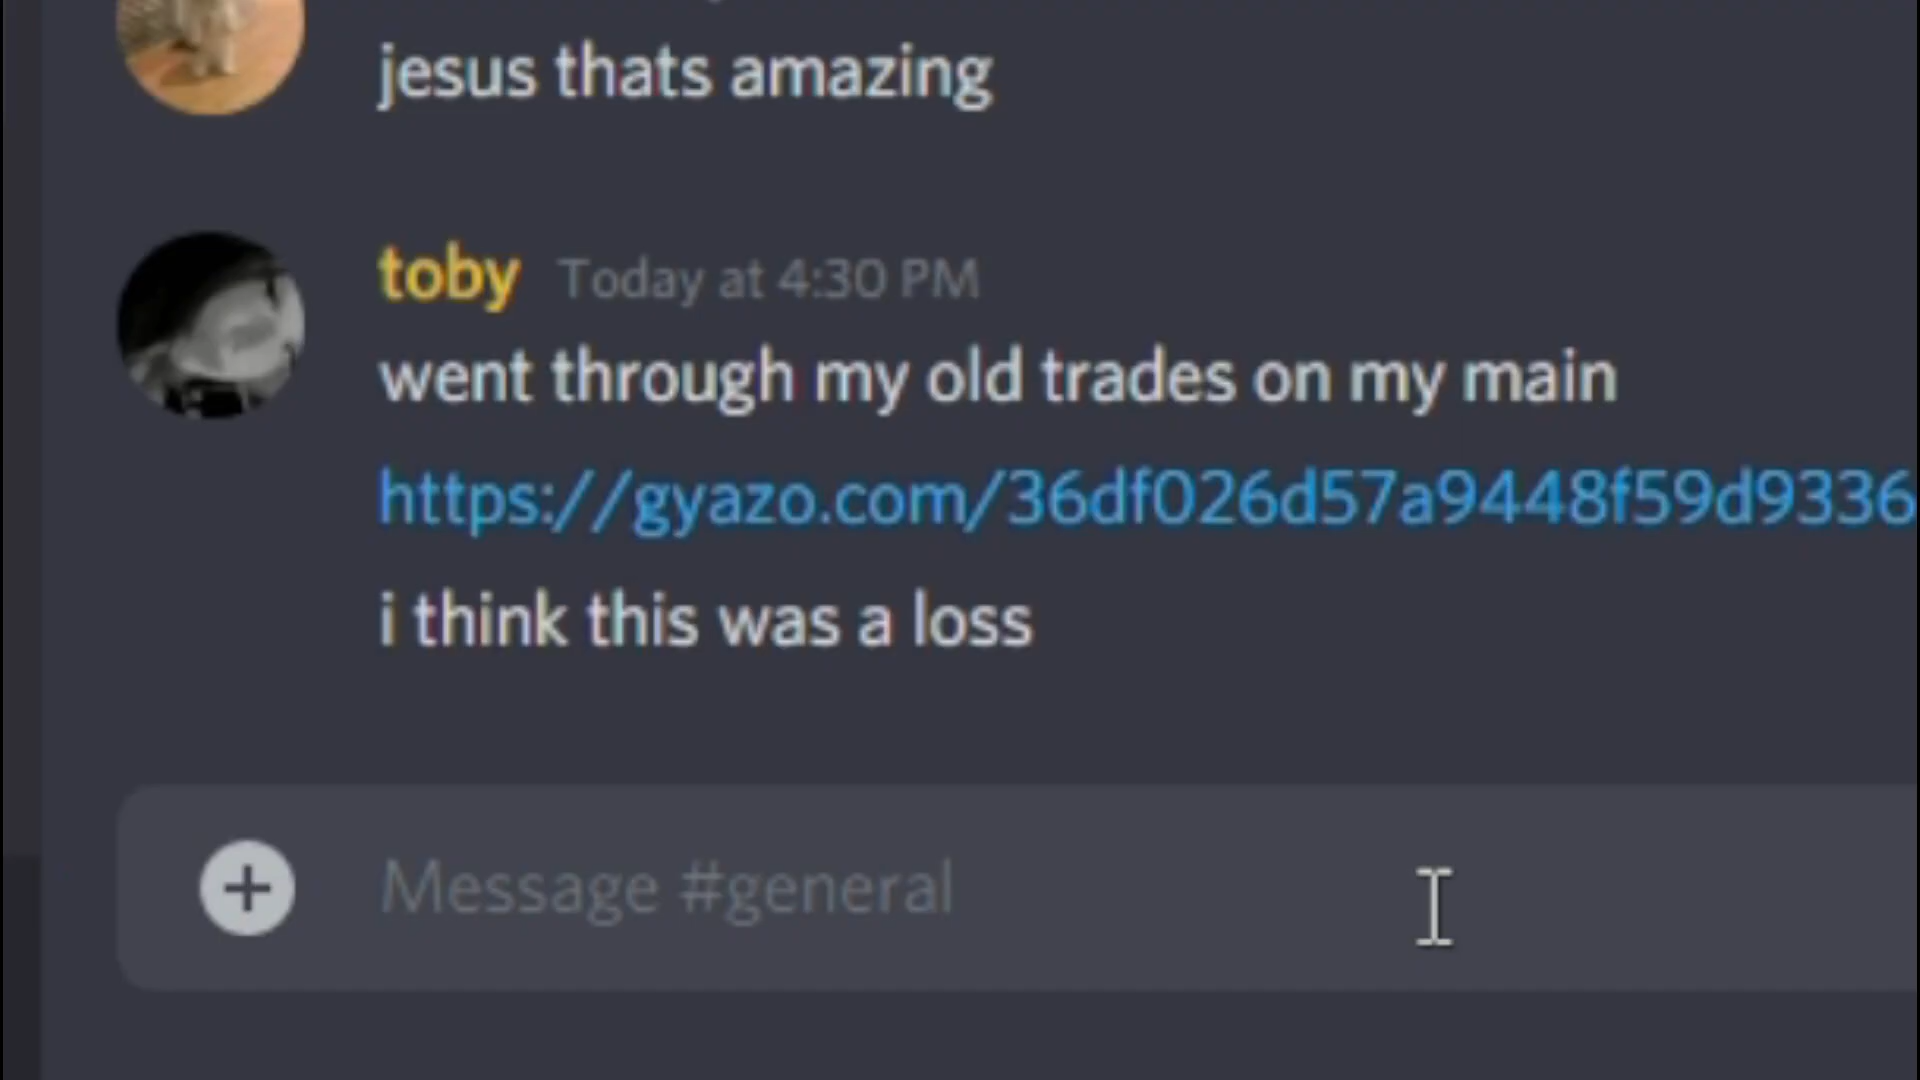 jesus thats amazing
toby Today at 4:30 PM
went through my old trades on my main
https://gyazo.com/36df026d57a9448f59d9336
i think this was a loss
Message #general